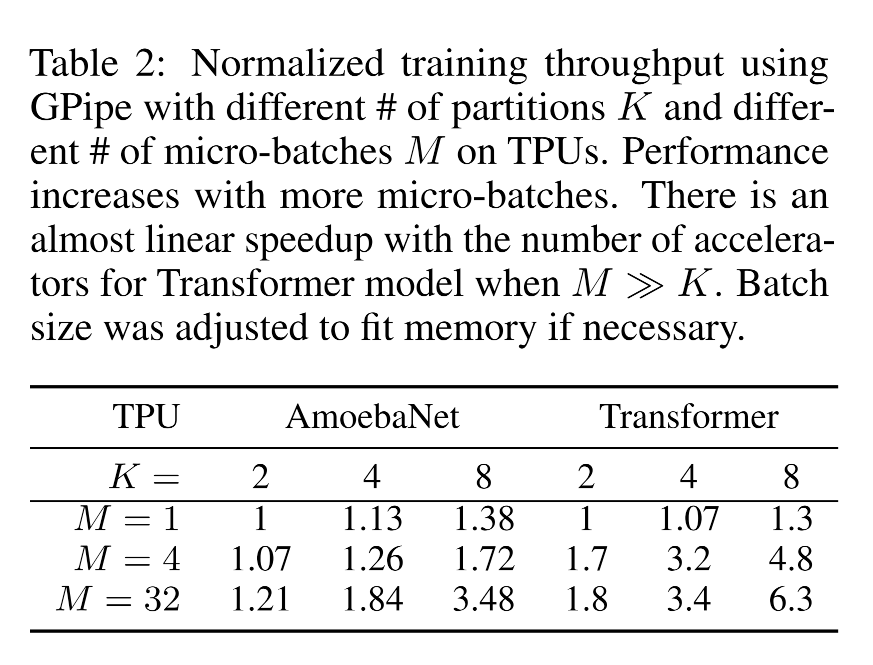 Table 2: Normalized training throughput using
GPipe with different # of partitions K and differ-
ent # of micro-batches M on TPUs. Performance
increases with more micro-batches. There is an
almost linear speedup with the number of accelera-
tors for Transformer model when M ≫ K. Batch
size was adjusted to fit memory if necessary.
TPU AmoebaNet Transformer
K = 2 4 8 2 4 8
M = 1 1 1.13 1.38 1 1.07 1.3
M = 4 1.07 1.26 1.72 1.7 3.2 4.8
M = 32 1.21 1.84 3.48 1.8 3.4 6.3